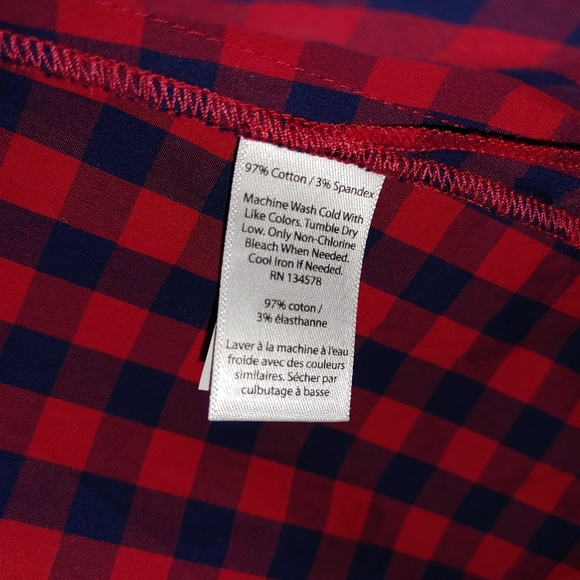 97% Cotton / 3% Spandex
Machine Wash Cold With
Like Colors. Tumble Dry
Low. Only Non-Chlorine
Bleach When Needed.
Cool Iron If Needed.
RN 134578
97% coton /
3% élasthanne
Laver à la machine à l'eau
froide avec des couleurs
similaires. Sécher par
culbutage à basse